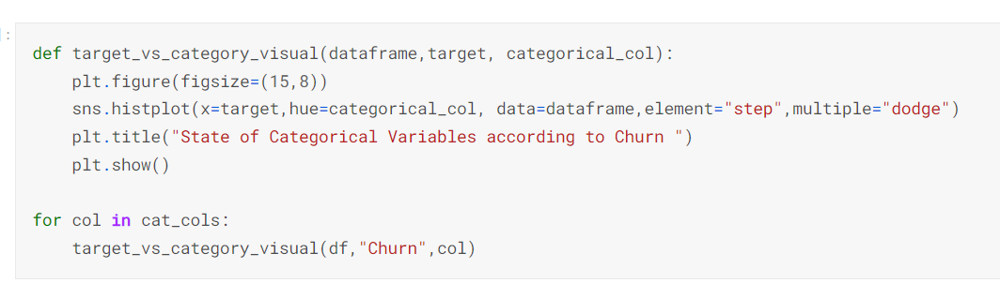 ]:
def target_vs_category_visual(dataframe,target, categorical_col):
    plt.figure(figsize=(15,8))
    sns.histplot(x=target,hue=categorical_col, data=dataframe,element="step",multiple="dodge")
    plt.title("State of Categorical Variables according to Churn ")
    plt.show()
for col in cat_cols:
    target_vs_category_visual(df,"Churn",col)